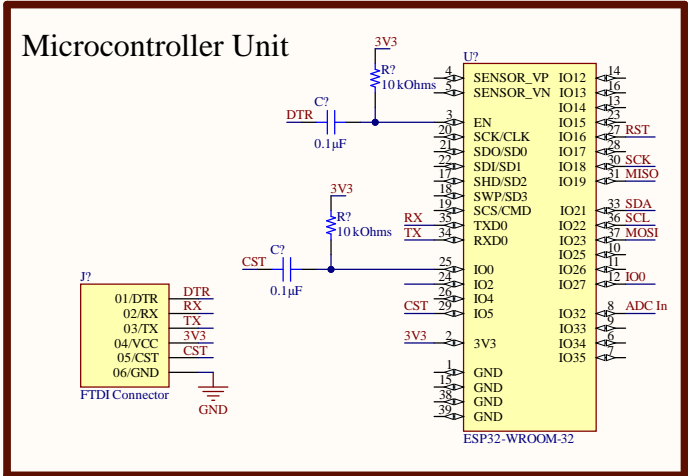 Microcontroller Unit
3V3
R?
10 kOhms
C?
DTR
0.1µF
3V3
R?
10 kOhms
C?
CST
0.1µF
J?
01/DTR DTR
02/RX RX
03/TX TX
04/VCC 3V3
05/CST CST
06/GND
FTDI Connector
GND
U?
4 SENSOR_VP IO12 14
5 SENSOR_VN IO13 16
IO14 13
3 EN IO15 23
20 SCK/CLK IO16 27 RST
21 SDO/SD0 IO17 28
22 SDI/SD1 IO18 30 SCK
17 SHD/SD2 IO19 31 MISO
18 SWP/SD3
19 SCS/CMD IO21 33 SDA
RX 35 TXD0 IO22 36 SCL
TX 34 RXD0 IO23 37 MOSI
IO25 10
25 IO0 IO26 11
24 IO2 IO27 12 IO0
26 IO4
CST 29 IO5 IO32 8 ADC In
IO33 9
3V3 2 3V3 IO34 6
IO35 7
1 GND
15 GND
38 GND
39 GND
ESP32-WROOM-32